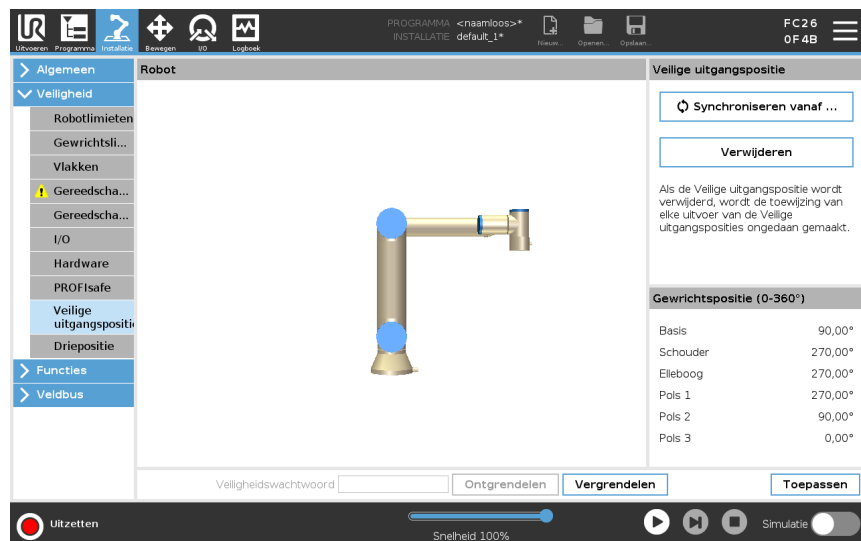 PROGRAMMA <naamloos>*
INSTALLATIE default_1*
Nieuw... Openen... Opslaan...
FC26
0F4B
UR
Uitvoeren Programma Installatie Bewegen I/O Logboek
Algemeen
Veiligheid
Robotlimieten
Gewrichtsli...
Vlakken
Gereedscha...
Gereedscha...
I/O
Hardware
PROFIsafe
Veilige
uitgangspositi
Driepositie
Functies
Veldbus
Robot
Veilige uitgangspositie
Synchroniseren vanaf ...
Verwijderen
Als de Veilige uitgangspositie wordt
verwijderd, wordt de toewijzing van
elke uitvoer van de Veilige
uitgangsposities ongedaan gemaakt.
Gewrichtspositie (0-360°)
Basis 90,00°
Schouder 270,00°
Elleboog 270,00°
Pols 1 270,00°
Pols 2 90,00°
Pols 3 0,00°
Veiligheidswachtwoord Ontgrendelen Vergrendelen Toepassen
Uitzetten
Snelheid 100%
Simulatie